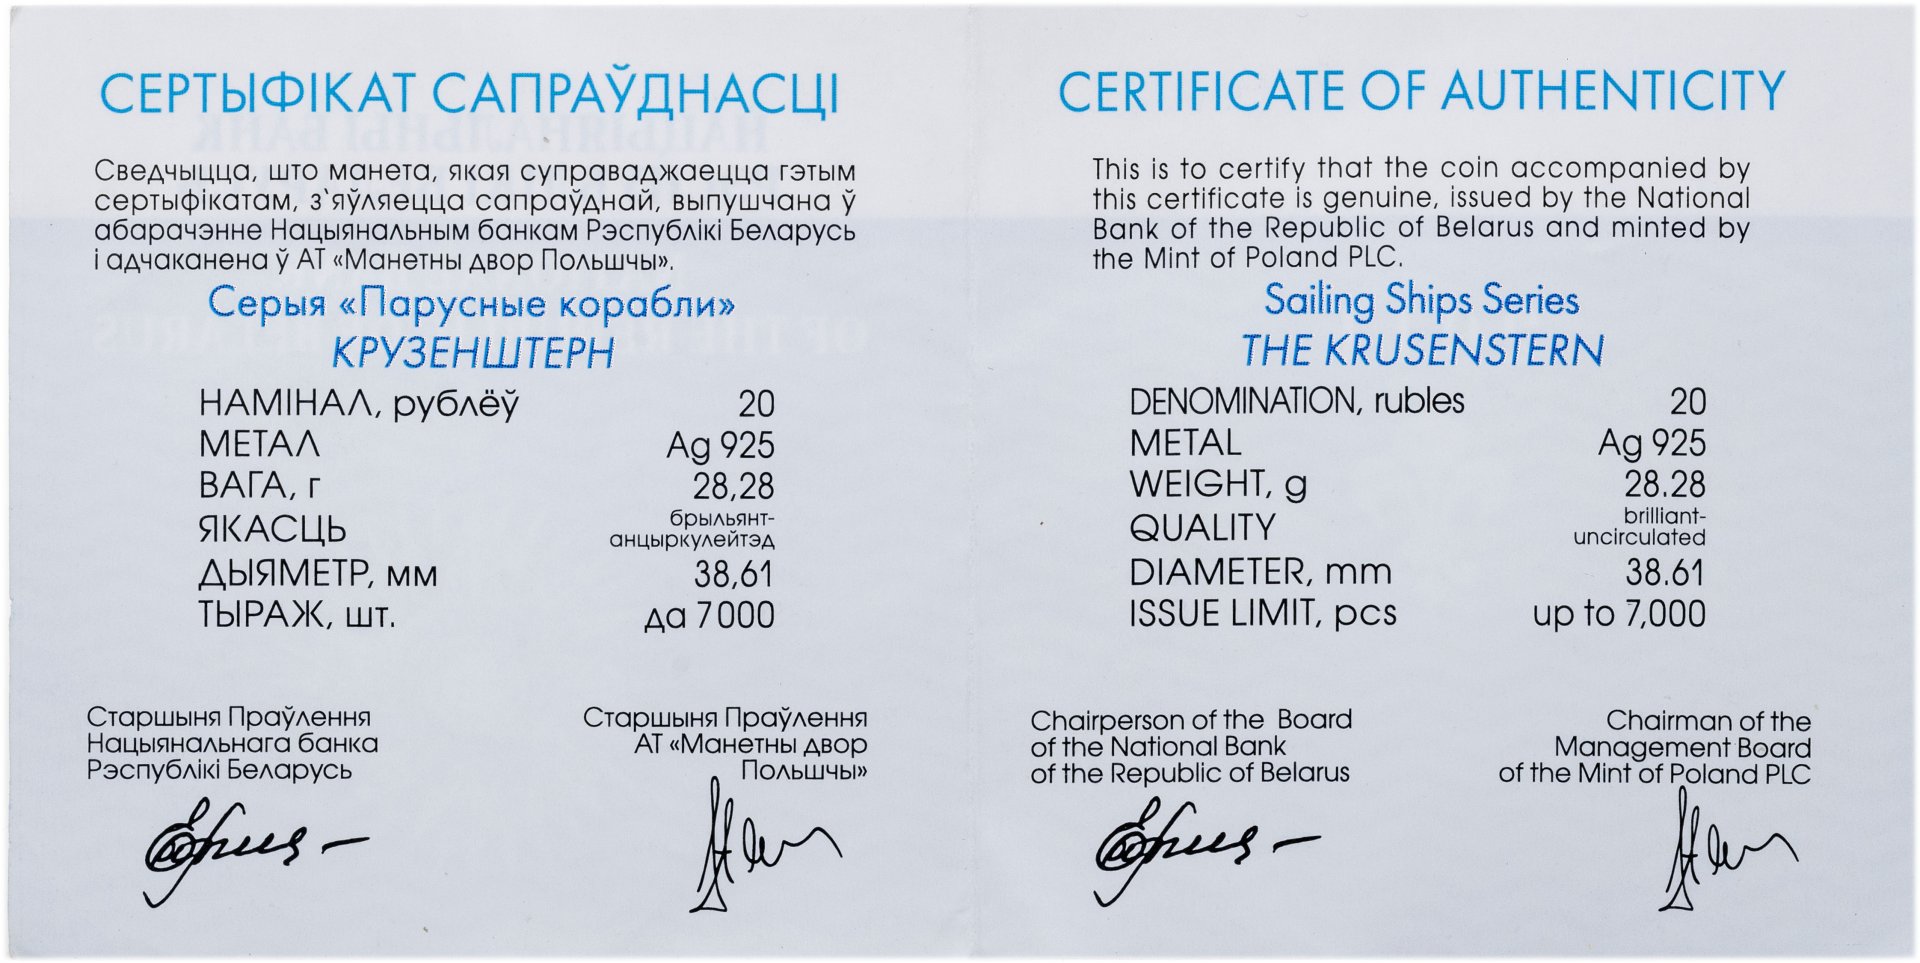 СЕРТЫФІКАТ САПРАЎДНАСЦІ
Сведчыцца, што манета, якая суправаджаецца гэтым
сертыфікатам, з'яўляецца сапраўднай, выпушчана ў
абарачэнне Нацыянальным банкам Рэспублікі Беларусь
і адчаканена ў АТ «Манетны двор Польшчы».
Серыя «Парусные корабли»
КРУЗЕНШТЕРН
НАМІНАЛ, рублёў 20
МЕТАЛ Ag 925
ВАГА, г 28,28
ЯКАСЦЬ брыльянт-
анцыркулейтэд
ДЫЯМЕТР, мм 38,61
ТЫРАЖ, шт. да 7000
Старшыня Праўлення
Нацыянальнага банка
Рэспублікі Беларусь
Старшыня Праўлення
АТ «Манетны двор
Польшчы»
CERTIFICATE OF AUTHENTICITY
This is to certify that the coin accompanied by
this certificate is genuine, issued by the National
Bank of the Republic of Belarus and minted by
the Mint of Poland PLC.
Sailing Ships Series
THE KRUSENSTERN
DENOMINATION, rubles 20
METAL Ag 925
WEIGHT, g 28.28
QUALITY brilliant-
uncirculated
DIAMETER, mm 38.61
ISSUE LIMIT, pcs up to 7,000
Chairperson of the Board
of the National Bank
of the Republic of Belarus
Chairman of the
Management Board
of the Mint of Poland PLC